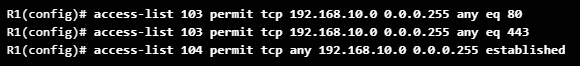 R1(config)# access-list 103 permit tcp 192.168.10.0 0.0.0.255 any eq 80
R1(config)# access-list 103 permit tcp 192.168.10.0 0.0.0.255 any eq 443
R1(config)# access-list 104 permit tcp any 192.168.10.0 0.0.0.255 established